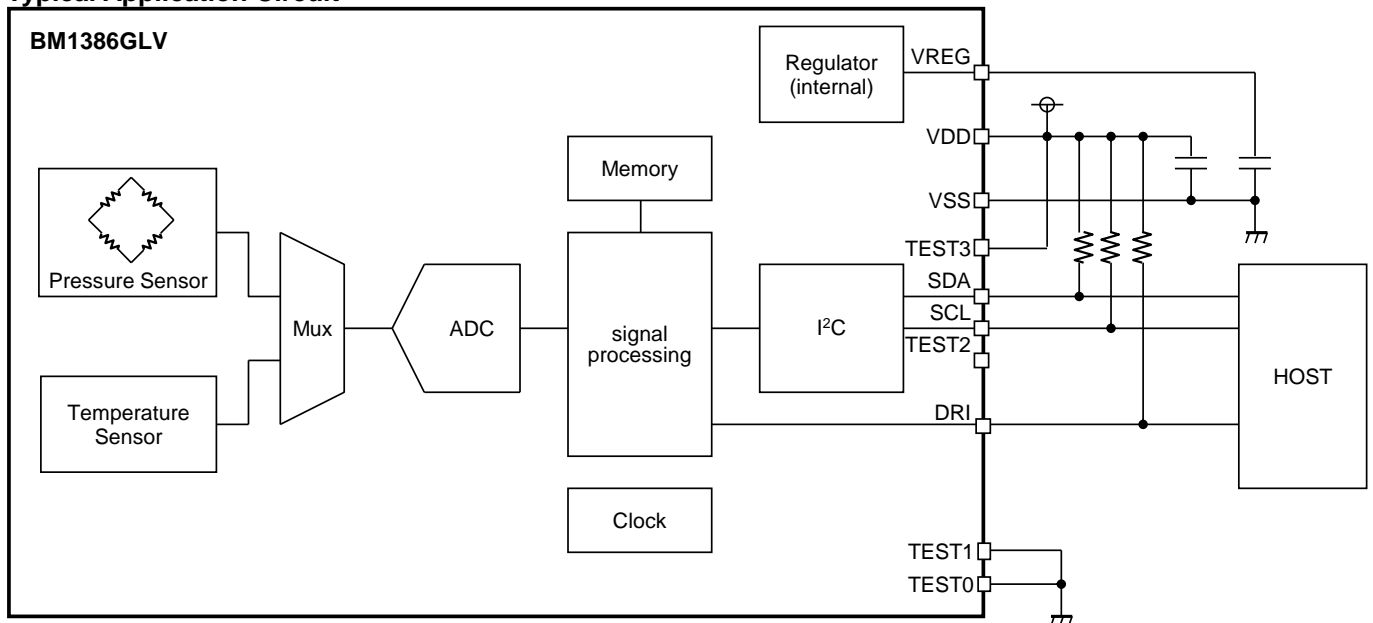 Typical Application Circuit
BM1386GLV
Regulator
(internal)
VREG
VDD
Memory
VSS
TEST3
Pressure Sensor
SDA
Mux
ADC
signal
processing
I²C
SCL
TEST2
HOST
Temperature
Sensor
DRI
Clock
TEST1
TEST0